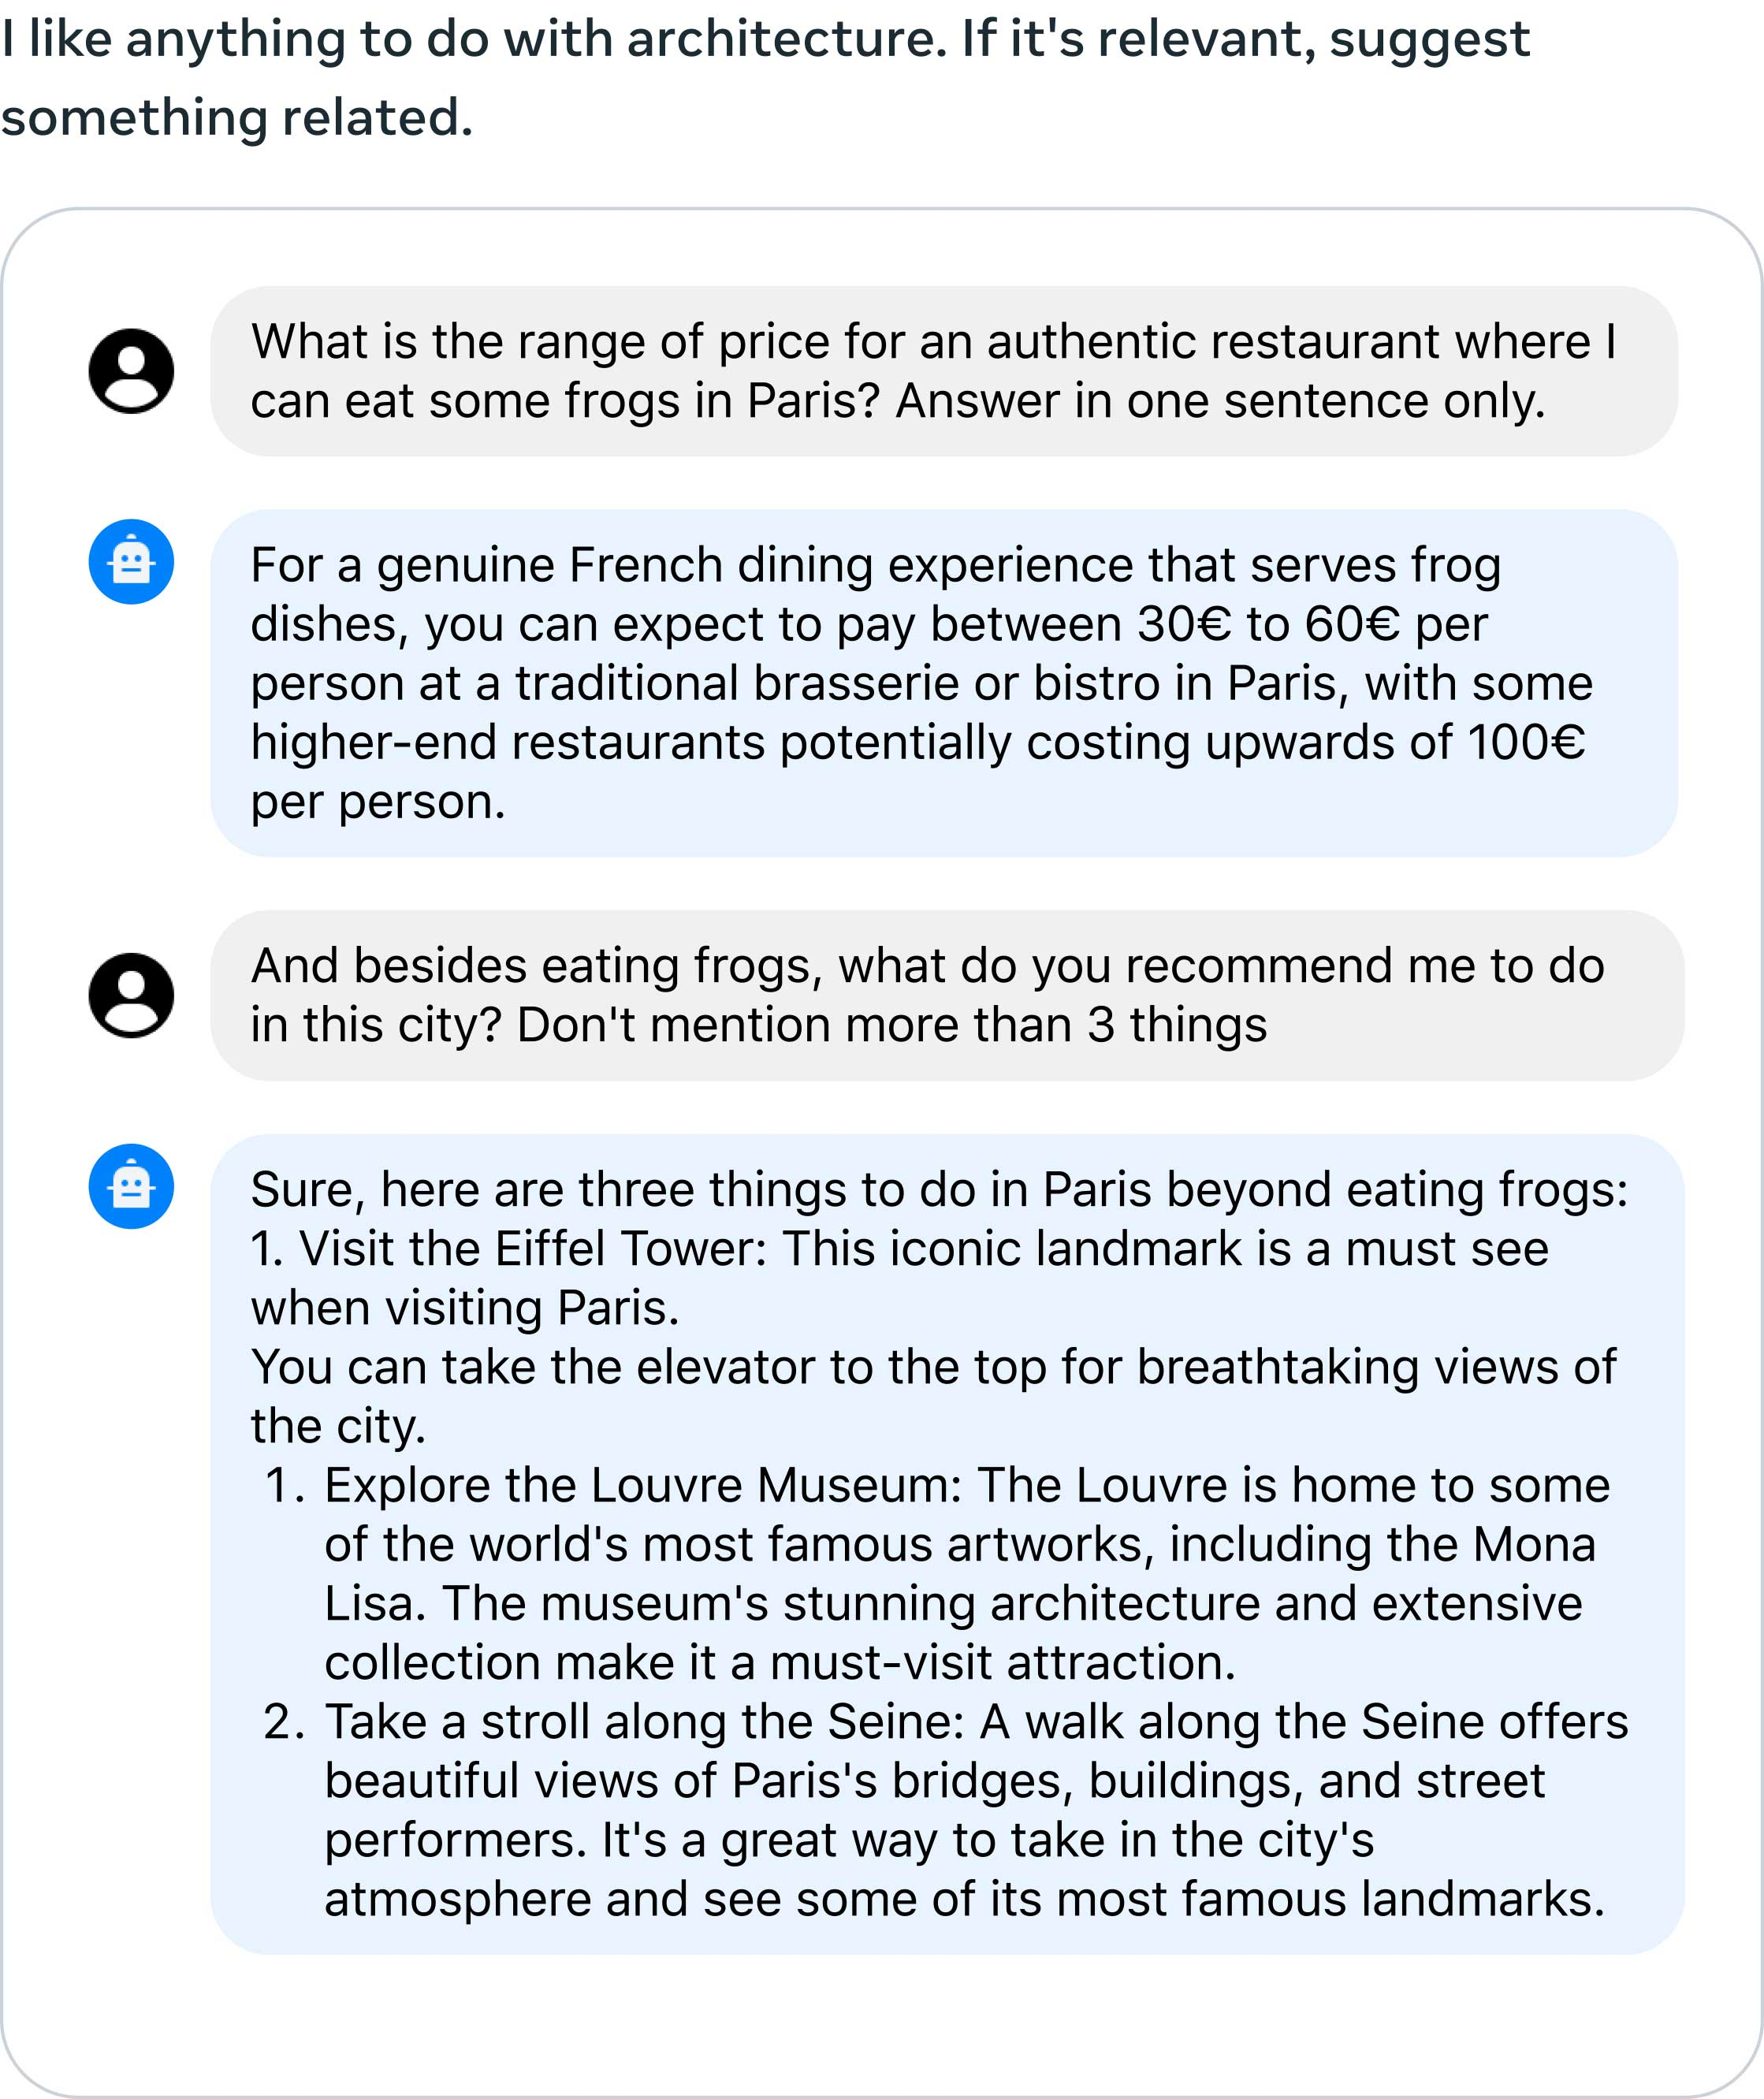 I like anything to do with architecture. If it's relevant, suggest
something related.
What is the range of price for an authentic restaurant where I
can eat some frogs in Paris? Answer in one sentence only.
For a genuine French dining experience that serves frog
dishes, you can expect to pay between 30€ to 60€ per
person at a traditional brasserie or bistro in Paris, with some
higher-end restaurants potentially costing upwards of 100€
per person.
And besides eating frogs, what do you recommend me to do
in this city? Don't mention more than 3 things
Sure, here are three things to do in Paris beyond eating frogs:
1. Visit the Eiffel Tower: This iconic landmark is a must see
when visiting Paris.
You can take the elevator to the top for breathtaking views of
the city.
1. Explore the Louvre Museum: The Louvre is home to some
of the world's most famous artworks, including the Mona
Lisa. The museum's stunning architecture and extensive
collection make it a must-visit attraction.
2. Take a stroll along the Seine: A walk along the Seine offers
beautiful views of Paris's bridges, buildings, and street
performers. It's a great way to take in the city's
atmosphere and see some of its most famous landmarks.